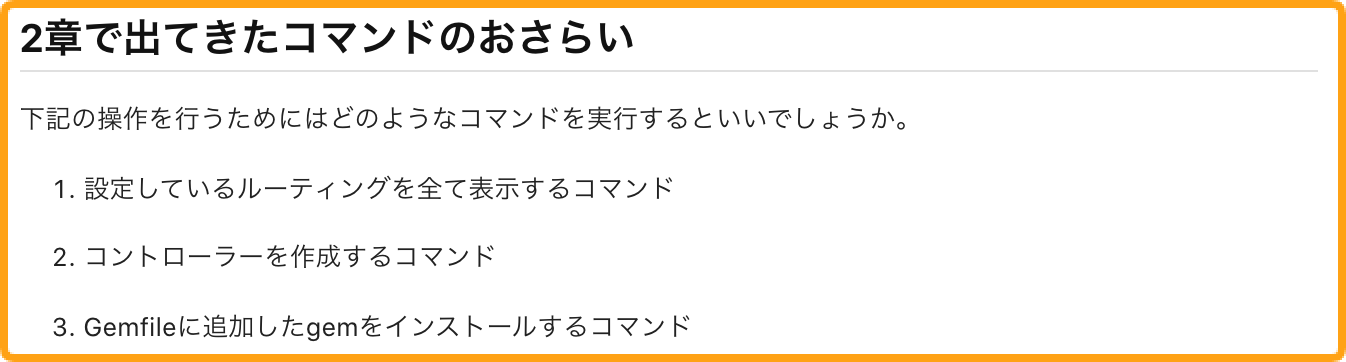 2章で出てきたコマンドのおさらい
下記の操作を行うためにはどのようなコマンドを実行するといいでしょうか。
1. 設定しているルーティングを全て表示するコマンド
2. コントローラーを作成するコマンド
3. Gemfileに追加したgemをインストールするコマンド